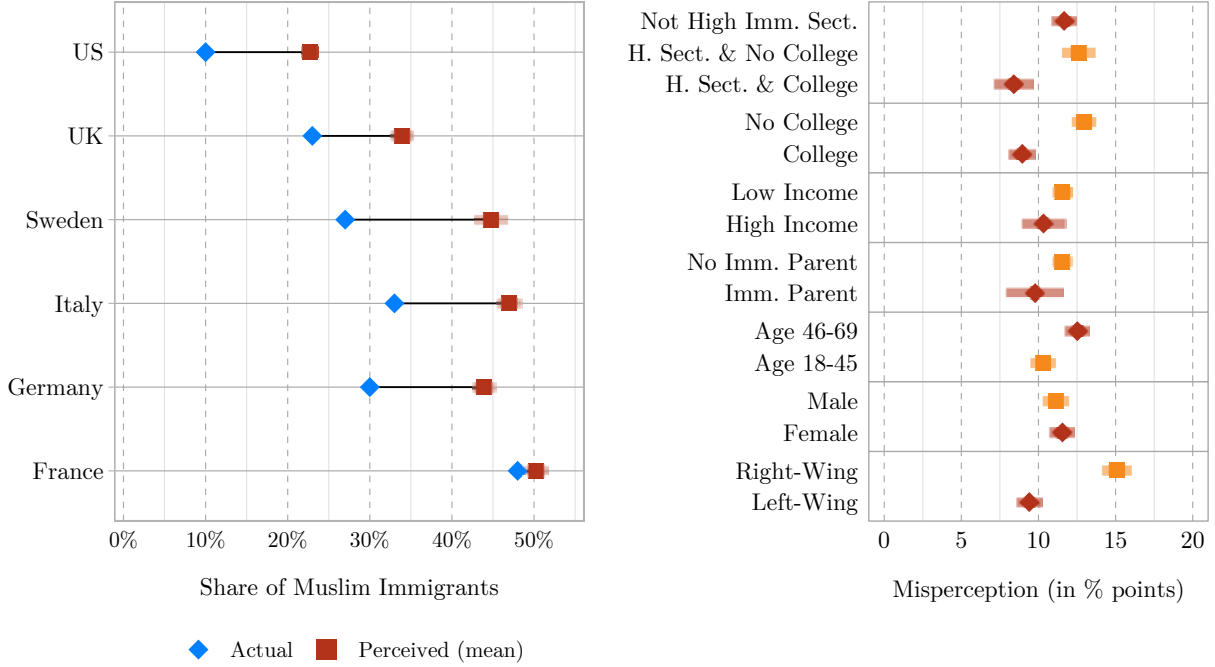 US
UK
Sweden
Italy
Germany
France
0% 10% 20% 30% 40% 50%
Share of Muslim Immigrants
Actual Perceived (mean)
Not High Imm. Sect.
H. Sect. & No College
H. Sect. & College
No College
College
Low Income
High Income
No Imm. Parent
Imm. Parent
Age 46-69
Age 18-45
Male
Female
Right-Wing
Left-Wing
0 5 10 15 20
Misperception (in % points)